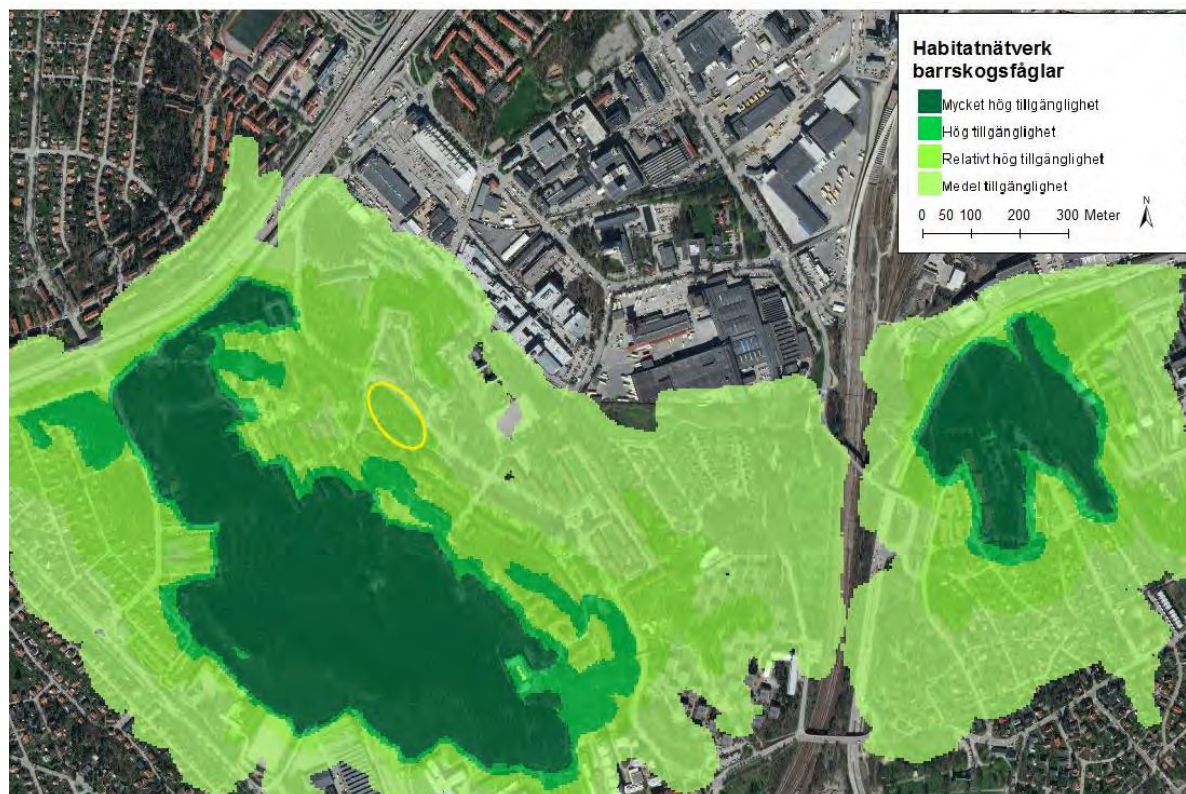 Habitatnätverk
barrskogsfåglar
Mycket hög tillgänglighet
Hög tillgänglighet
Relativt hög tillgänglighet
Medel tillgänglighet
0 50 100 200 300 Meter
N